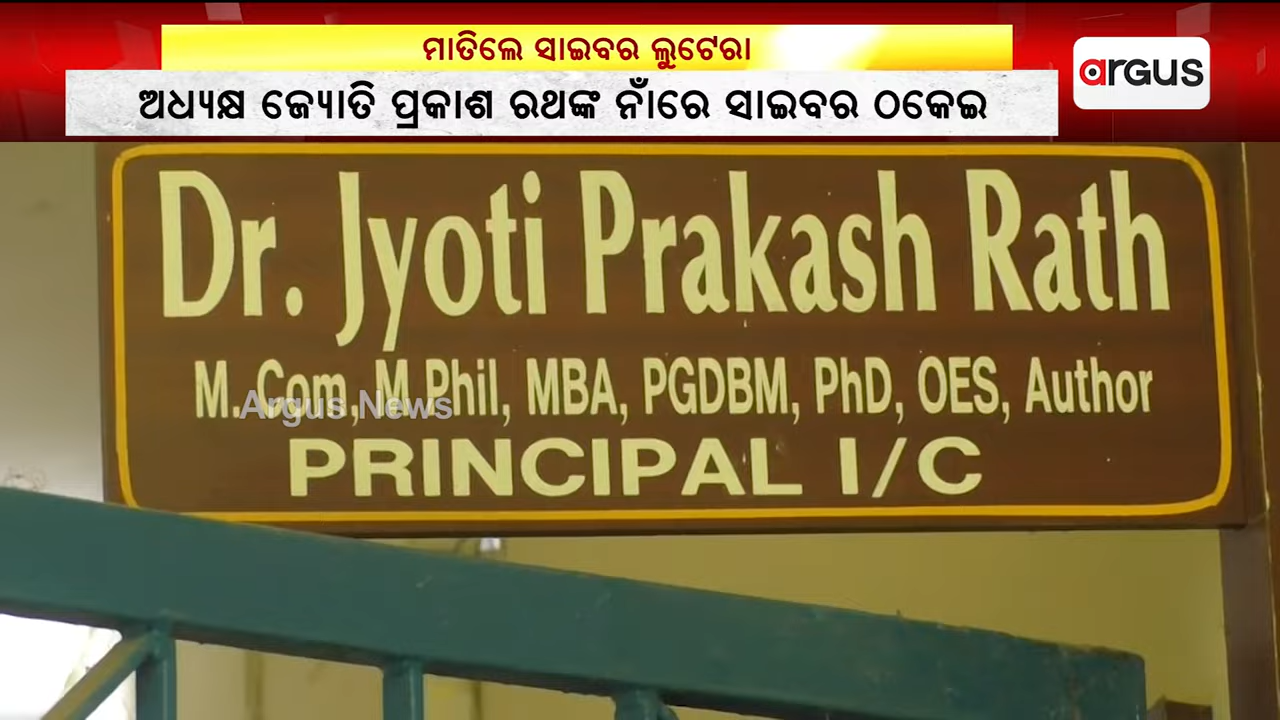 ମାତିଲେ ସାଇବର ଲୁଟେରା
ଅଧ୍ୟକ୍ଷ ଜ୍ୟୋତି ପ୍ରକାଶ ରଥଙ୍କ ନାଁରେ ସାଇବର ଠକେଇ
argus
Dr. Jyoti Prakash Rath
M.Com, M.Phil, MBA, PGDBM, PhD, OES, Author
Argus News
PRINCIPAL I/C